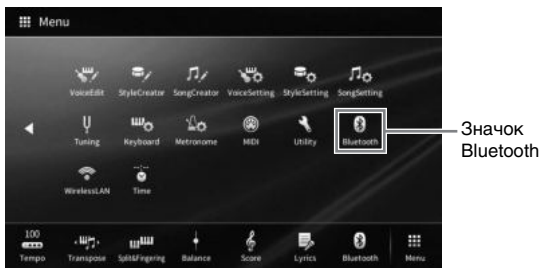 Menu
VoiceEdit StyleCreator SongCreator VoiceSetting StyleSetting SongSetting
Tuning Keyboard Metronome MIDI Utility Bluetooth
Значок
Bluetooth
WirelessLAN Time
100
Tempo Transpose Split&Fingering Balance Score Lyrics Bluetooth Menu